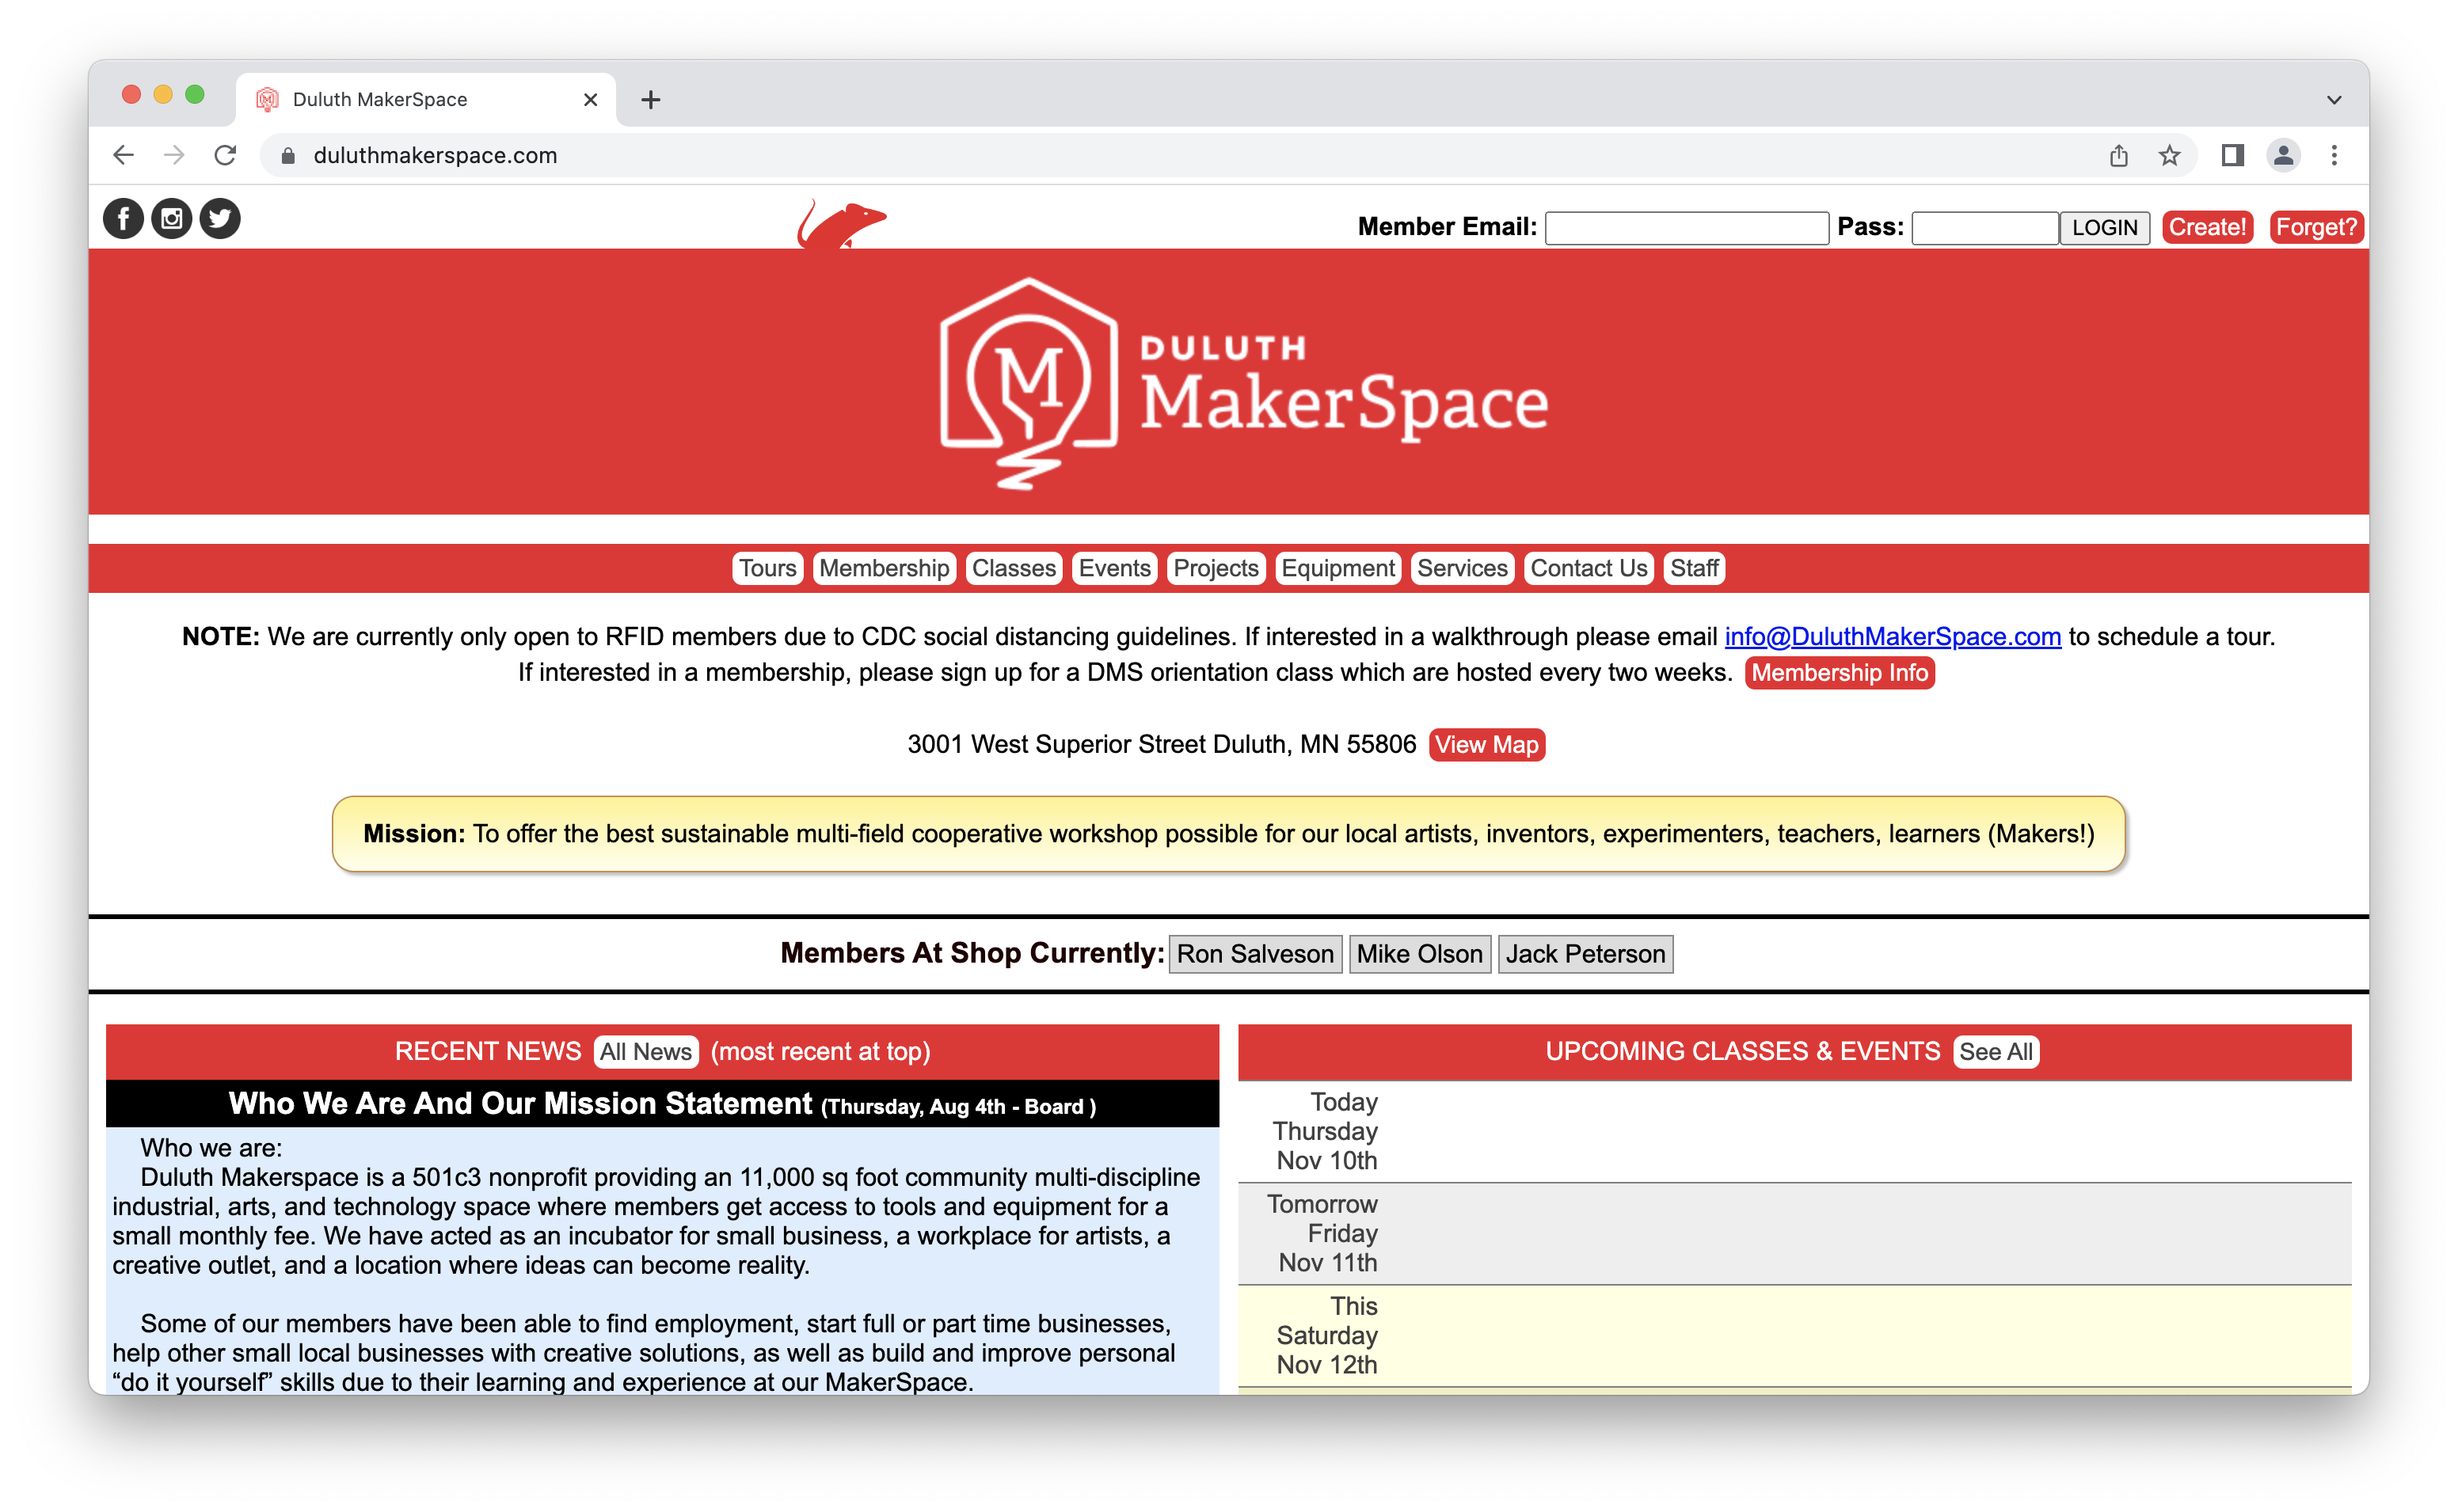 Duluth MakerSpace
duluthmakerspace.com
Member Email: Pass: LOGIN Create! Forget?
M
DULUTH
MakerSpace
Tours Membership Classes Events Projects Equipment Services Contact Us Staff
NOTE: We are currently only open to RFID members due to CDC social distancing guidelines. If interested in a walkthrough please email info@DuluthMakerSpace.com to schedule a tour.
If interested in a membership, please sign up for a DMS orientation class which are hosted every two weeks. Membership Info
3001 West Superior Street Duluth, MN 55806 View Map
Mission: To offer the best sustainable multi-field cooperative workshop possible for our local artists, inventors, experimenters, teachers, learners (Makers!)
Members At Shop Currently: Ron Salveson Mike Olson Jack Peterson
RECENT NEWS All News (most recent at top)
Who We Are And Our Mission Statement (Thursday, Aug 4th - Board )
Who we are:
Duluth Makerspace is a 501c3 nonprofit providing an 11,000 sq foot community multi-discipline
industrial, arts, and technology space where members get access to tools and equipment for a
small monthly fee. We have acted as an incubator for small business, a workplace for artists, a
creative outlet, and a location where ideas can become reality.
Some of our members have been able to find employment, start full or part time businesses,
help other small local businesses with creative solutions, as well as build and improve personal
“do it yourself” skills due to their learning and experience at our MakerSpace.
UPCOMING CLASSES & EVENTS See All
Today
Thursday
Nov 10th
Tomorrow
Friday
Nov 11th
This
Saturday
Nov 12th